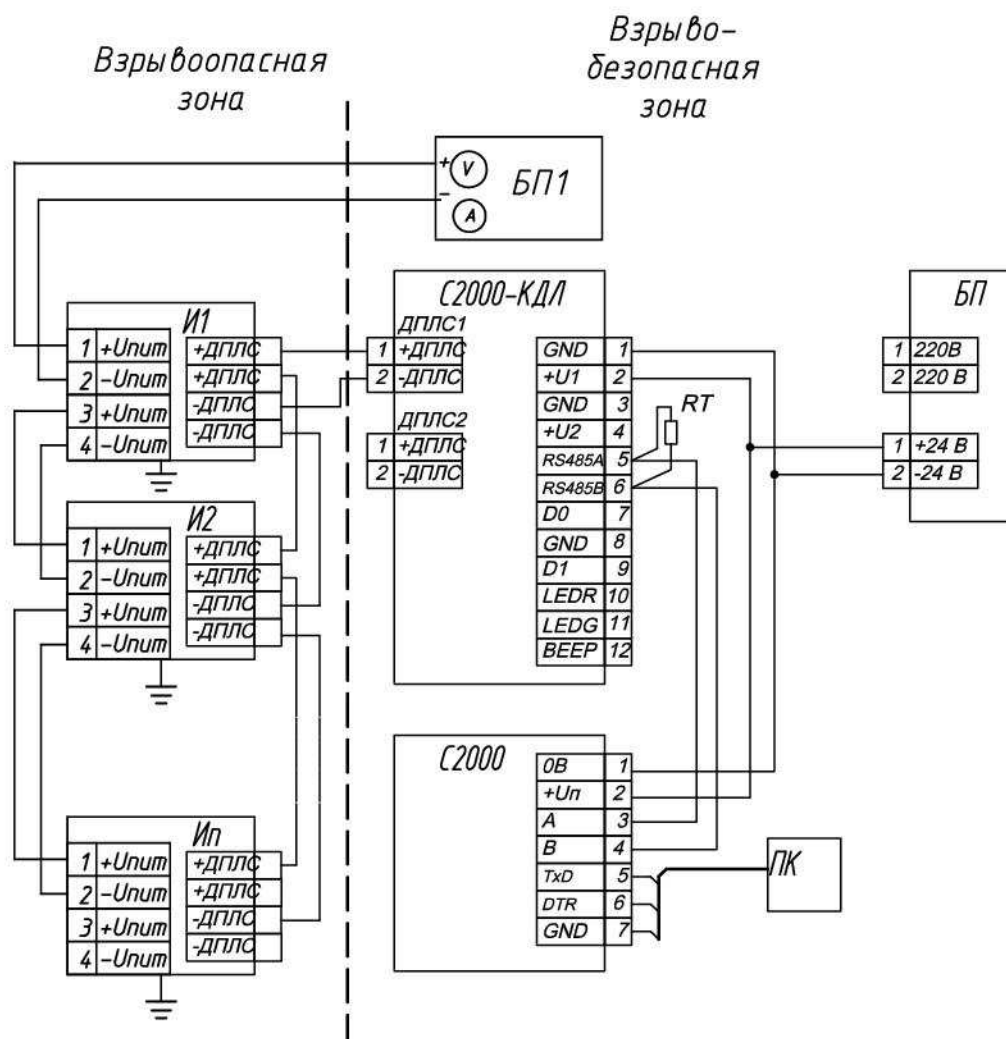 Взрывоопасная
зона
Взрыво-
безопасная
зона
+ V
- A
БП1
И1
1 +Uпит
2 -Uпит
3 +Uпит
4 -Uпит
+ДПЛС
+ДПЛС
-ДПЛС
-ДПЛС
И2
1 +Uпит
2 -Uпит
3 +Uпит
4 -Uпит
+ДПЛС
+ДПЛС
-ДПЛС
-ДПЛС
Ип
1 +Uпит
2 -Uпит
3 +Uпит
4 -Uпит
+ДПЛС
+ДПЛС
-ДПЛС
-ДПЛС
С2000-КДЛ
ДПЛС1
1 +ДПЛС
2 -ДПЛС
ДПЛС2
1 +ДПЛС
2 -ДПЛС
GND 1
+U1 2
GND 3
+U2 4
RS485A 5
RS485B 6
D0 7
GND 8
D1 9
LEDR 10
LEDG 11
BEEP 12
RT
БП
1 220В
2 220 В
1 +24 В
2 -24 В
С2000
0В 1
+Uп 2
A 3
B 4
TxD 5
DTR 6
GND 7
ПК